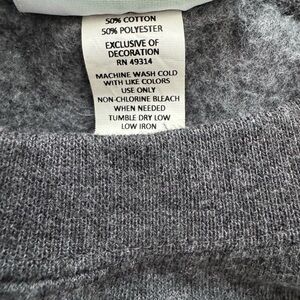 50% COTTON
50% POLYESTER
EXCLUSIVE OF
DECORATION
RN 49314
MACHINE WASH COLD
WITH LIKE COLORS
USE ONLY
NON-CHLORINE BLEACH
WHEN NEEDED
TUMBLE DRY LOW
LOW IRON